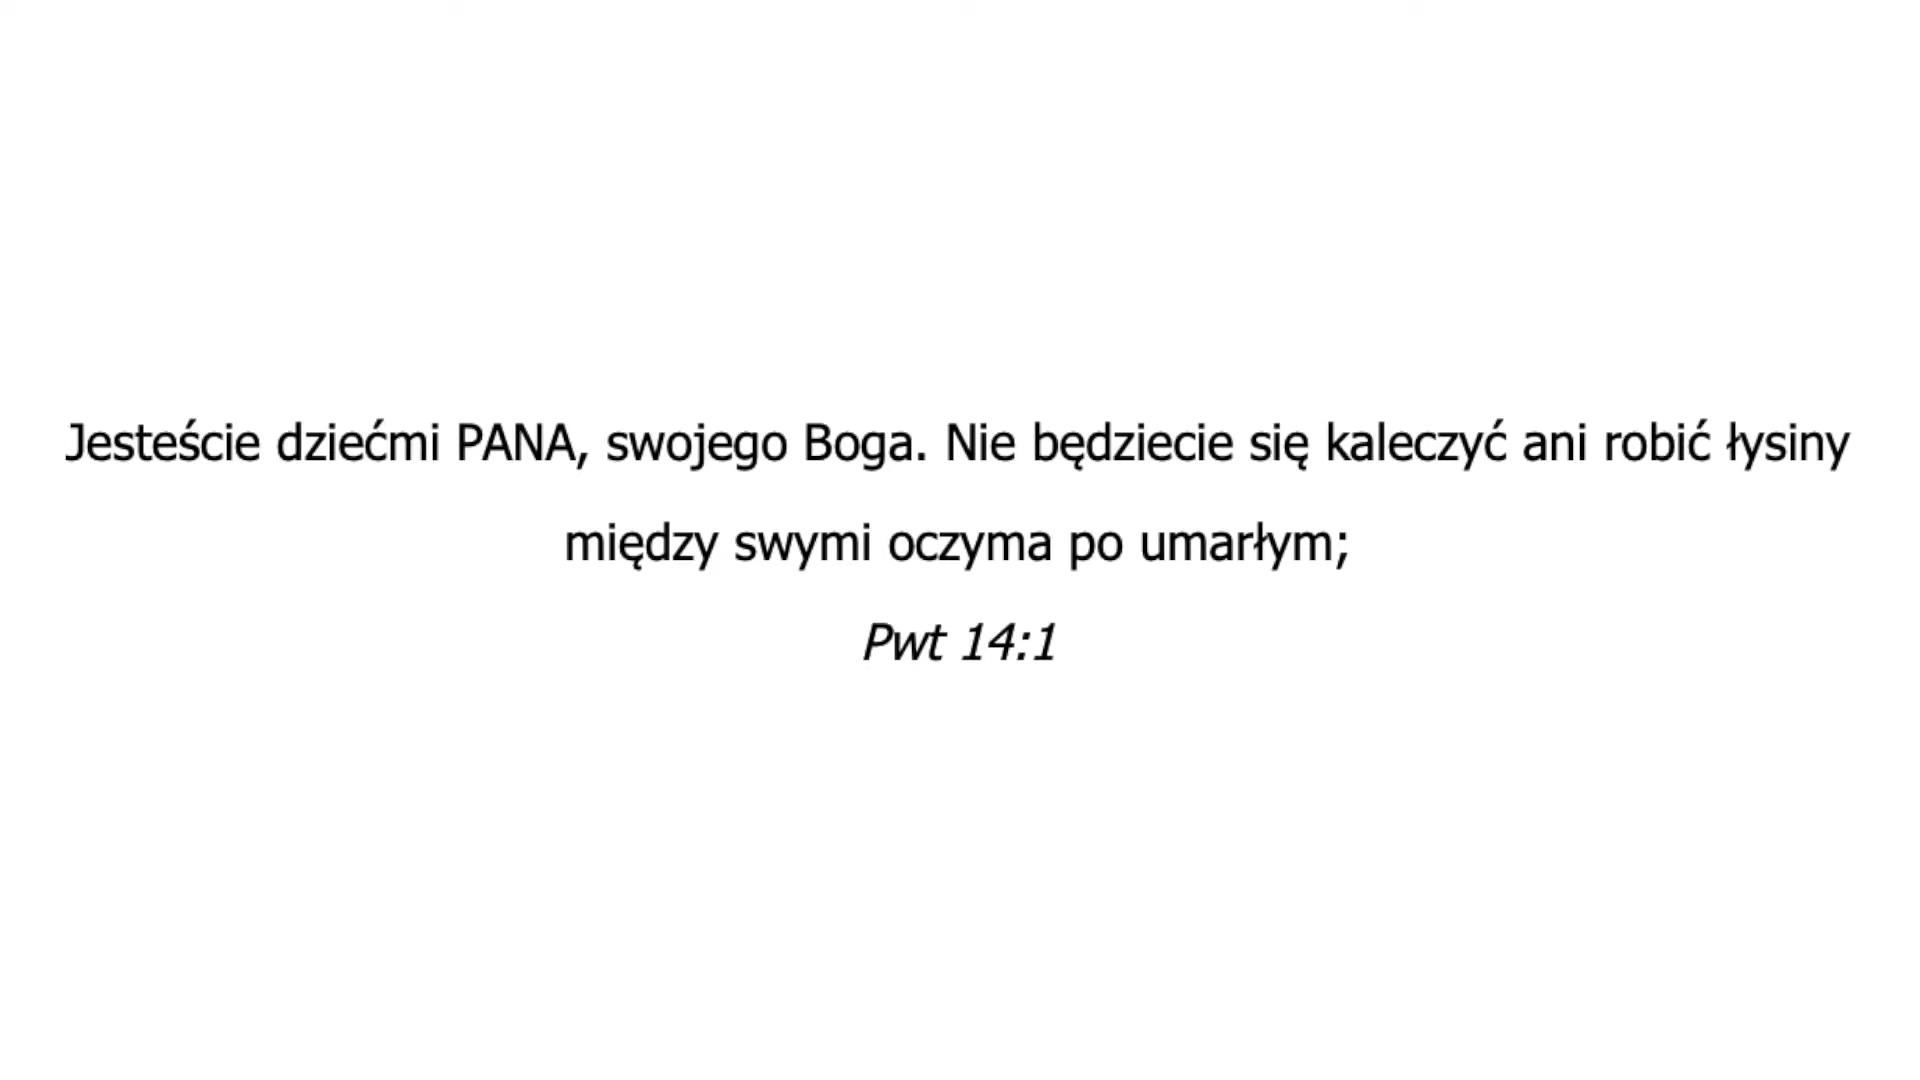 Jesteście dziećmi PANA, swojego Boga. Nie będziecie się kaleczyć ani robić łysiny
między swymi oczyma po umarłym;
Pwt 14:1